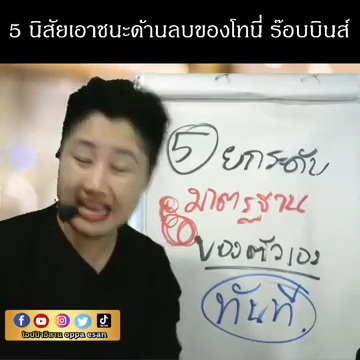 5 นิสัยเอาชนะด้านลบของโทนี่ ร๊อบบินส์
5 ยกระดับ
มาตรฐาน
ของตัวเอง
ทันที.
โอปป้าอีสาน oppa esan